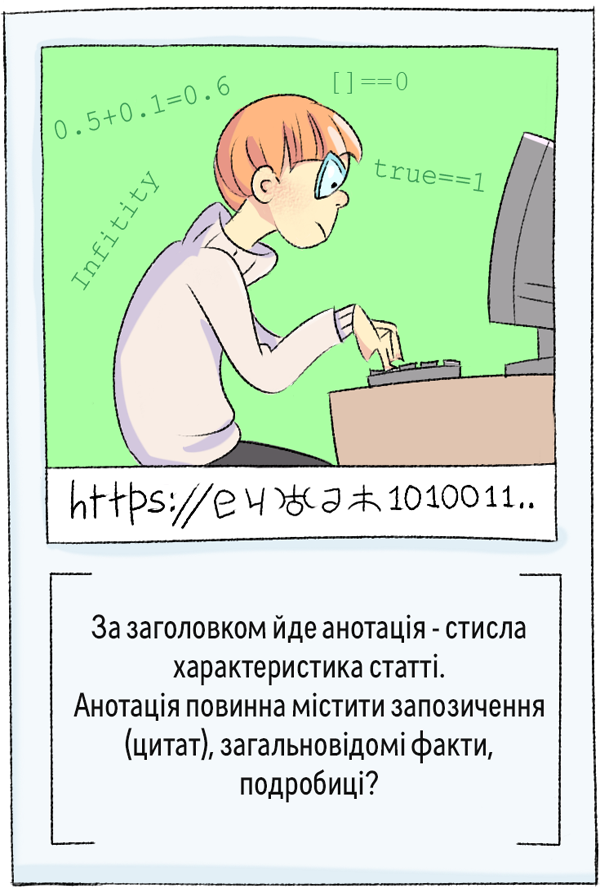 0.5+0.1=0.6
[]==0
true==1
Infitity
https://e4
1010011..
За заголовком йде анотація - стисла
характеристика статті.
Анотація повинна містити запозичення
(цитат), загальновідомі факти,
подробиці?